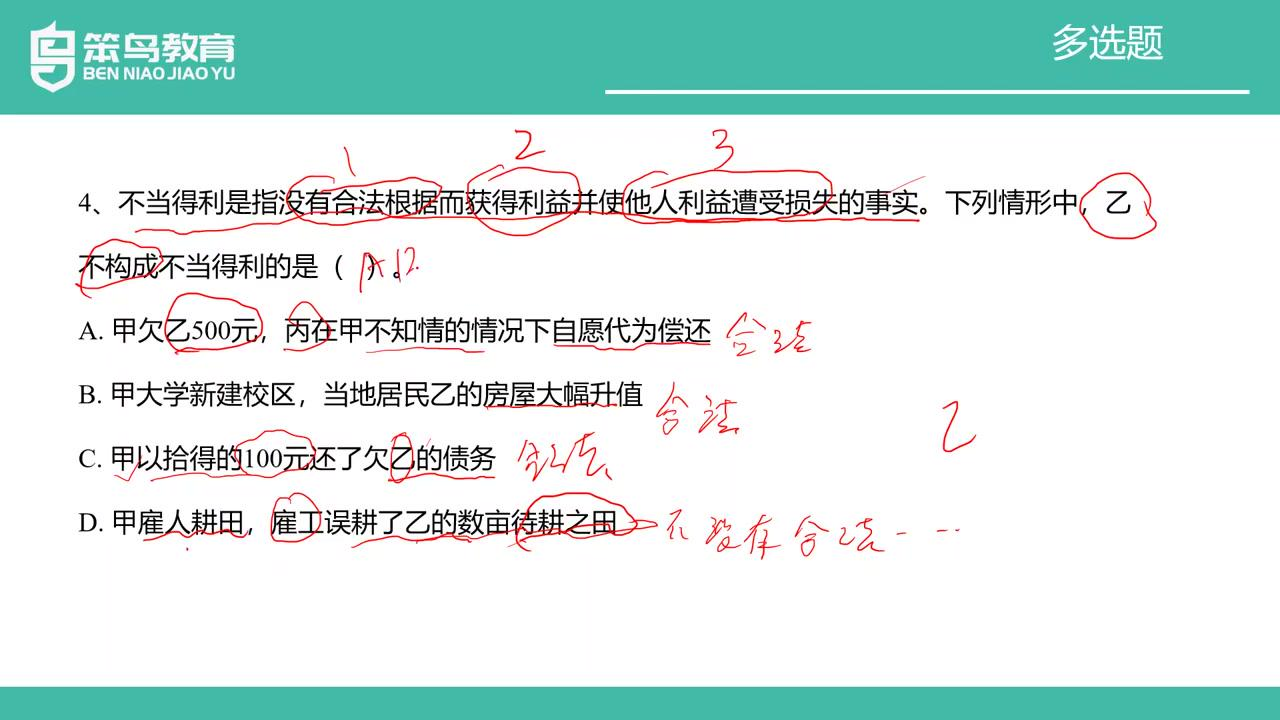 笨鸟教育
BEN NIAO JIAO YU
多选题
1 2 3
4、不当得利是指没有合法根据而获得利益并使他人利益遭受损失的事实。下列情形中，乙
不构成不当得利的是（ ）。
A. 甲欠乙500元，丙在甲不知情的情况下自愿代为偿还 合法
B. 甲大学新建校区，当地居民乙的房屋大幅升值 合法
乙
C. 甲以拾得的100元还了欠乙的债务 合法
D. 甲雇人耕田，雇工误耕了乙的数亩待耕之田 没有合法